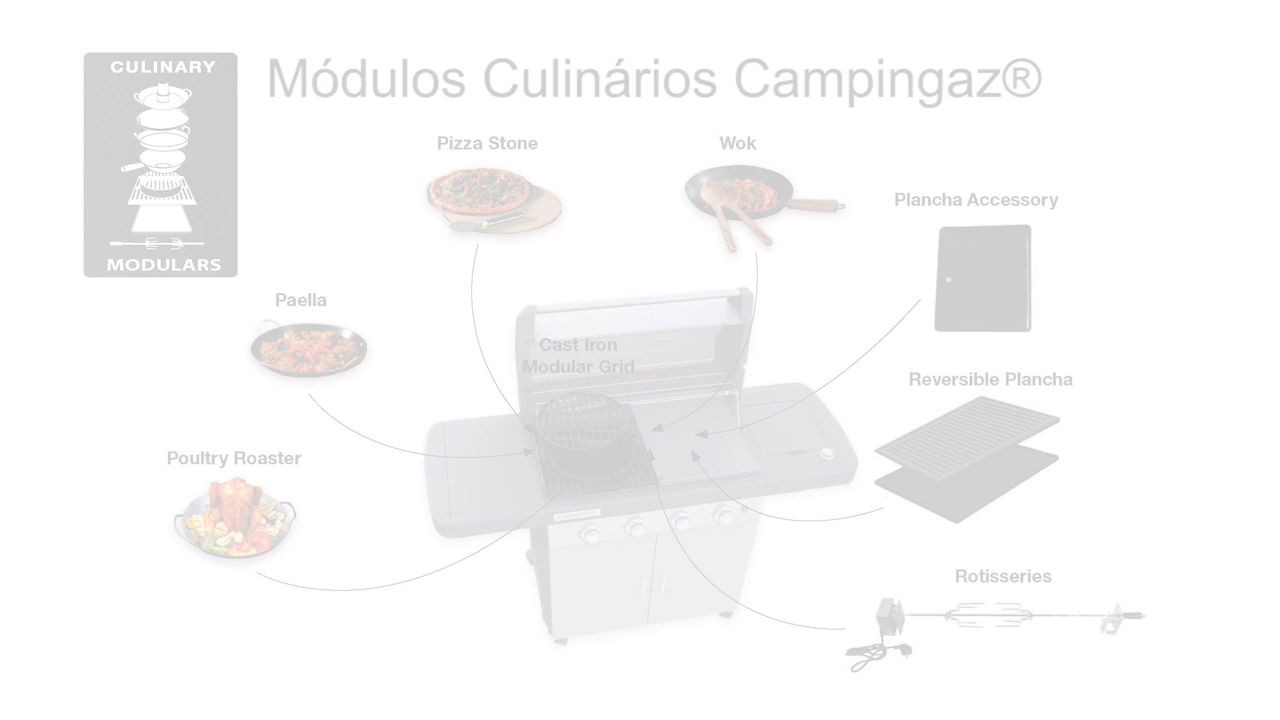 CULINARY
MODULARS
Módulos Culinários Campingaz®
Pizza Stone
Wok
Plancha Accessory
Paella
Cast Iron
Modular Grid
Reversible Plancha
Poultry Roaster
Rotisseries